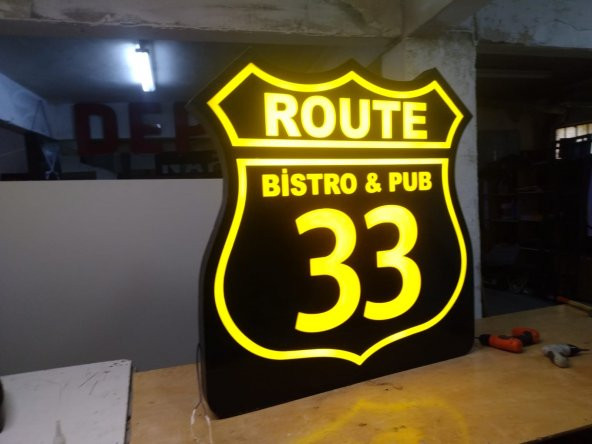 ROUTE
BİSTRO & PUB
33